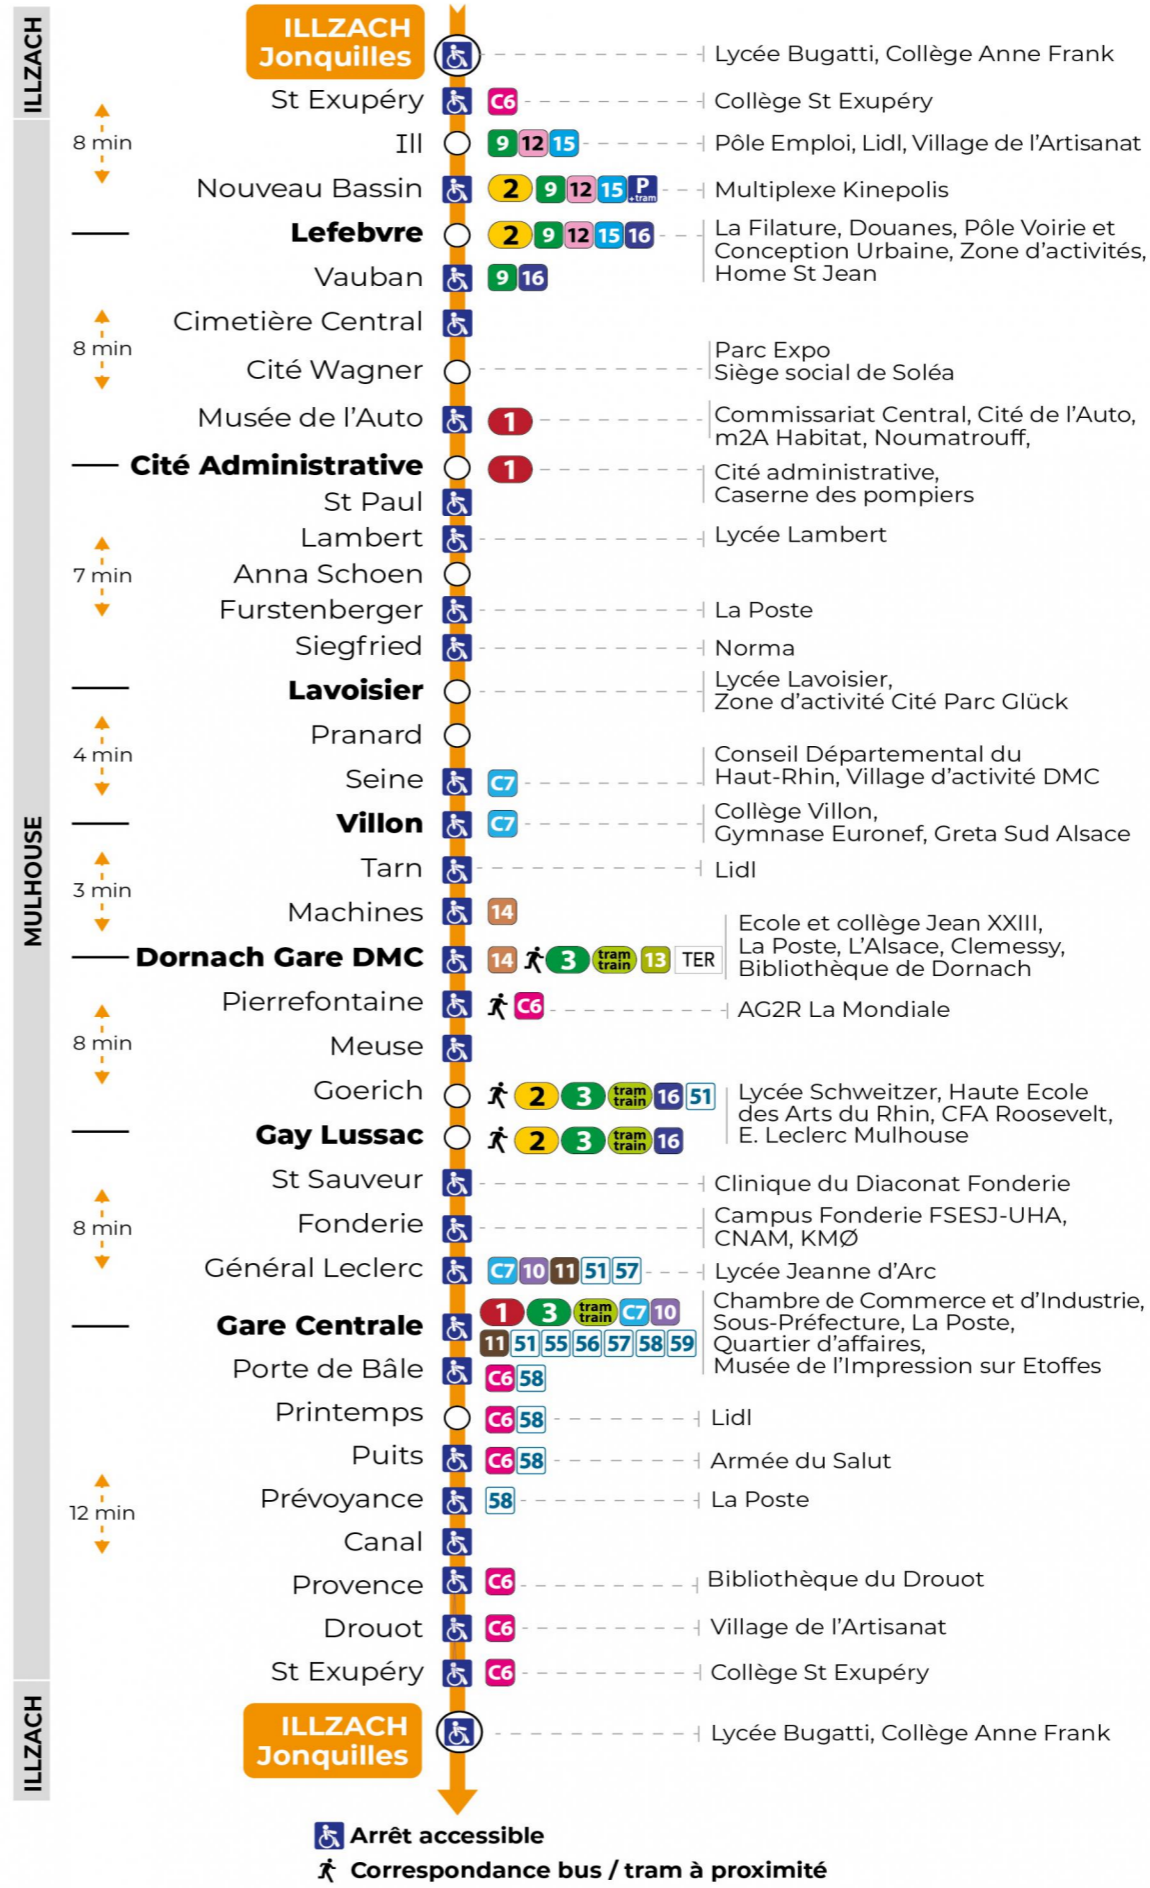 ILLZACH
ILLZACH
Jonquilles
Lycée Bugatti, Collège Anne Frank
St Exupéry
C6
Collège St Exupéry
8 min
Ill
9 12 15
Pôle Emploi, Lidl, Village de l'Artisanat
Nouveau Bassin
2 9 12 15 P +tram
Multiplexe Kinepolis
Lefebvre
2 9 12 15 16
La Filature, Douanes, Pôle Voirie et
Conception Urbaine, Zone d'activités,
Home St Jean
Vauban
9 16
Cimetière Central
8 min
Cité Wagner
Parc Expo
Siège social de Soléa
Musée de l'Auto
1
Commissariat Central, Cité de l'Auto,
m2A Habitat, Noumatrouff,
Cité Administrative
1
Cité administrative,
Caserne des pompiers
St Paul
Lambert
Lycée Lambert
7 min
Anna Schoen
Furstenberger
La Poste
Siegfried
Norma
Lavoisier
Lycée Lavoisier,
Zone d'activité Cité Parc Glück
Pranard
4 min
Seine
C7
Conseil Départemental du
Haut-Rhin, Village d'activité DMC
MULHOUSE
Villon
C7
Collège Villon,
Gymnase Euronef, Greta Sud Alsace
Tarn
Lidl
3 min
Machines
14
Dornach Gare DMC
14 3 tram train 13 TER
Ecole et collège Jean XXIII,
La Poste, L'Alsace, Clemessy,
Bibliothèque de Dornach
Pierrefontaine
C6
AG2R La Mondiale
8 min
Meuse
Goerich
2 3 tram train 16 51
Lycée Schweitzer, Haute Ecole
des Arts du Rhin, CFA Roosevelt,
E. Leclerc Mulhouse
Gay Lussac
2 3 tram train 16
St Sauveur
Clinique du Diaconat Fonderie
8 min
Fonderie
Campus Fonderie FSESJ-UHA,
CNAM, KMØ
Général Leclerc
C7 10 11 51 57
Lycée Jeanne d'Arc
Gare Centrale
1 3 tram train C7 10
11 51 55 56 57 58 59
Chambre de Commerce et d'Industrie,
Sous-Préfecture, La Poste,
Quartier d'affaires,
Musée de l'Impression sur Etoffes
Porte de Bâle
C6 58
Printemps
C6 58
Lidl
Puits
C6 58
Armée du Salut
Prévoyance
58
La Poste
12 min
Canal
Provence
C6
Bibliothèque du Drouot
Drouot
C6
Village de l'Artisanat
St Exupéry
C6
Collège St Exupéry
ILLZACH
ILLZACH
Jonquilles
Lycée Bugatti, Collège Anne Frank
Arrêt accessible
Correspondance bus / tram à proximité